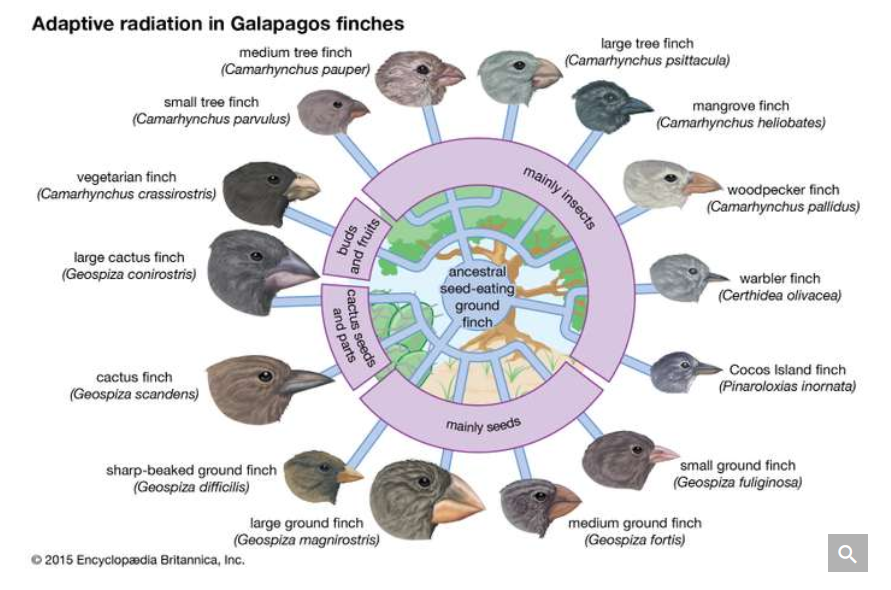 Adaptive radiation in Galapagos finches
medium tree finch
(Camarhynchus pauper)
large tree finch
(Camarhynchus psittacula)
small tree finch
(Camarhynchus parvulus)
mangrove finch
(Camarhynchus heliobates)
vegetarian finch
(Camarhynchus crassirostris)
woodpecker finch
(Camarhynchus pallidus)
large cactus finch
(Geospiza conirostris)
warbler finch
(Certhidea olivacea)
cactus finch
(Geospiza scandens)
Cocos Island finch
(Pinaroloxias inornata)
sharp-beaked ground finch
(Geospiza difficilis)
small ground finch
(Geospiza fuliginosa)
large ground finch
(Geospiza magnirostris)
medium ground finch
(Geospiza fortis)
mainly insects
buds
and fruits
cactus seeds
and parts
mainly seeds
ancestral
seed-eating
ground
finch
© 2015 Encyclopædia Britannica, Inc.